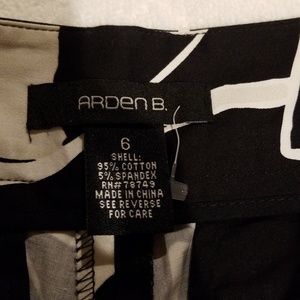 ARDEN B.
6
SHELL:
95% COTTON
5% SPANDEX
RN# 78749
MADE IN CHINA
SEE REVERSE
FOR CARE